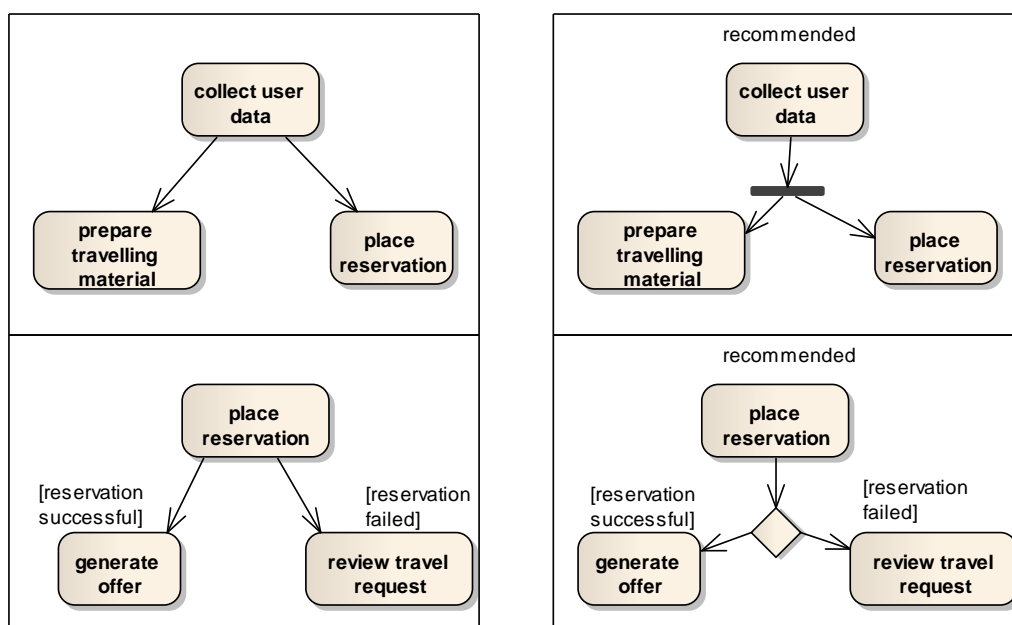 collect user
data
prepare
travelling
material
place
reservation
recommended
collect user
data
prepare
travelling
material
place
reservation
place
reservation
[reservation
successful]
[reservation
failed]
generate
offer
review travel
request
recommended
place
reservation
[reservation
successful]
[reservation
failed]
generate
offer
review travel
request